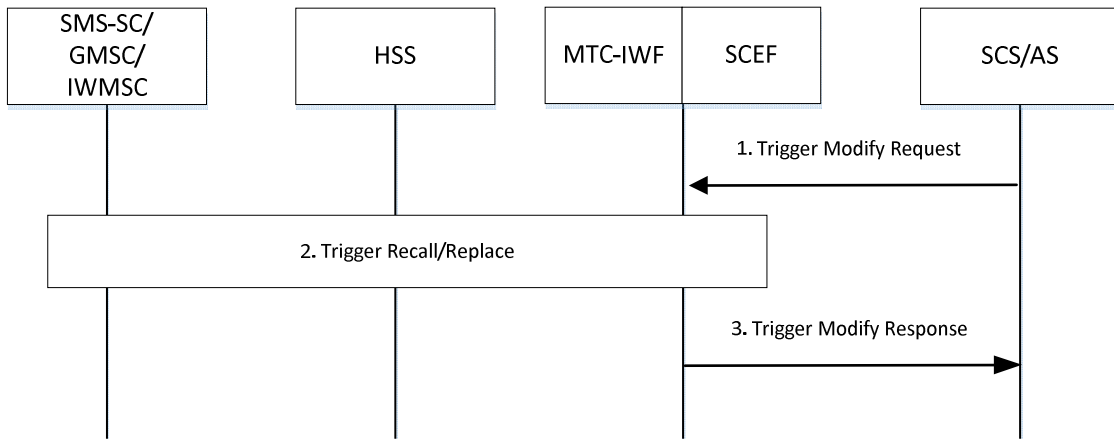 SMS-SC/
GMSC/
IWMSC
HSS
MTC-IWF
SCEF
SCS/AS
1. Trigger Modify Request
2. Trigger Recall/Replace
3. Trigger Modify Response